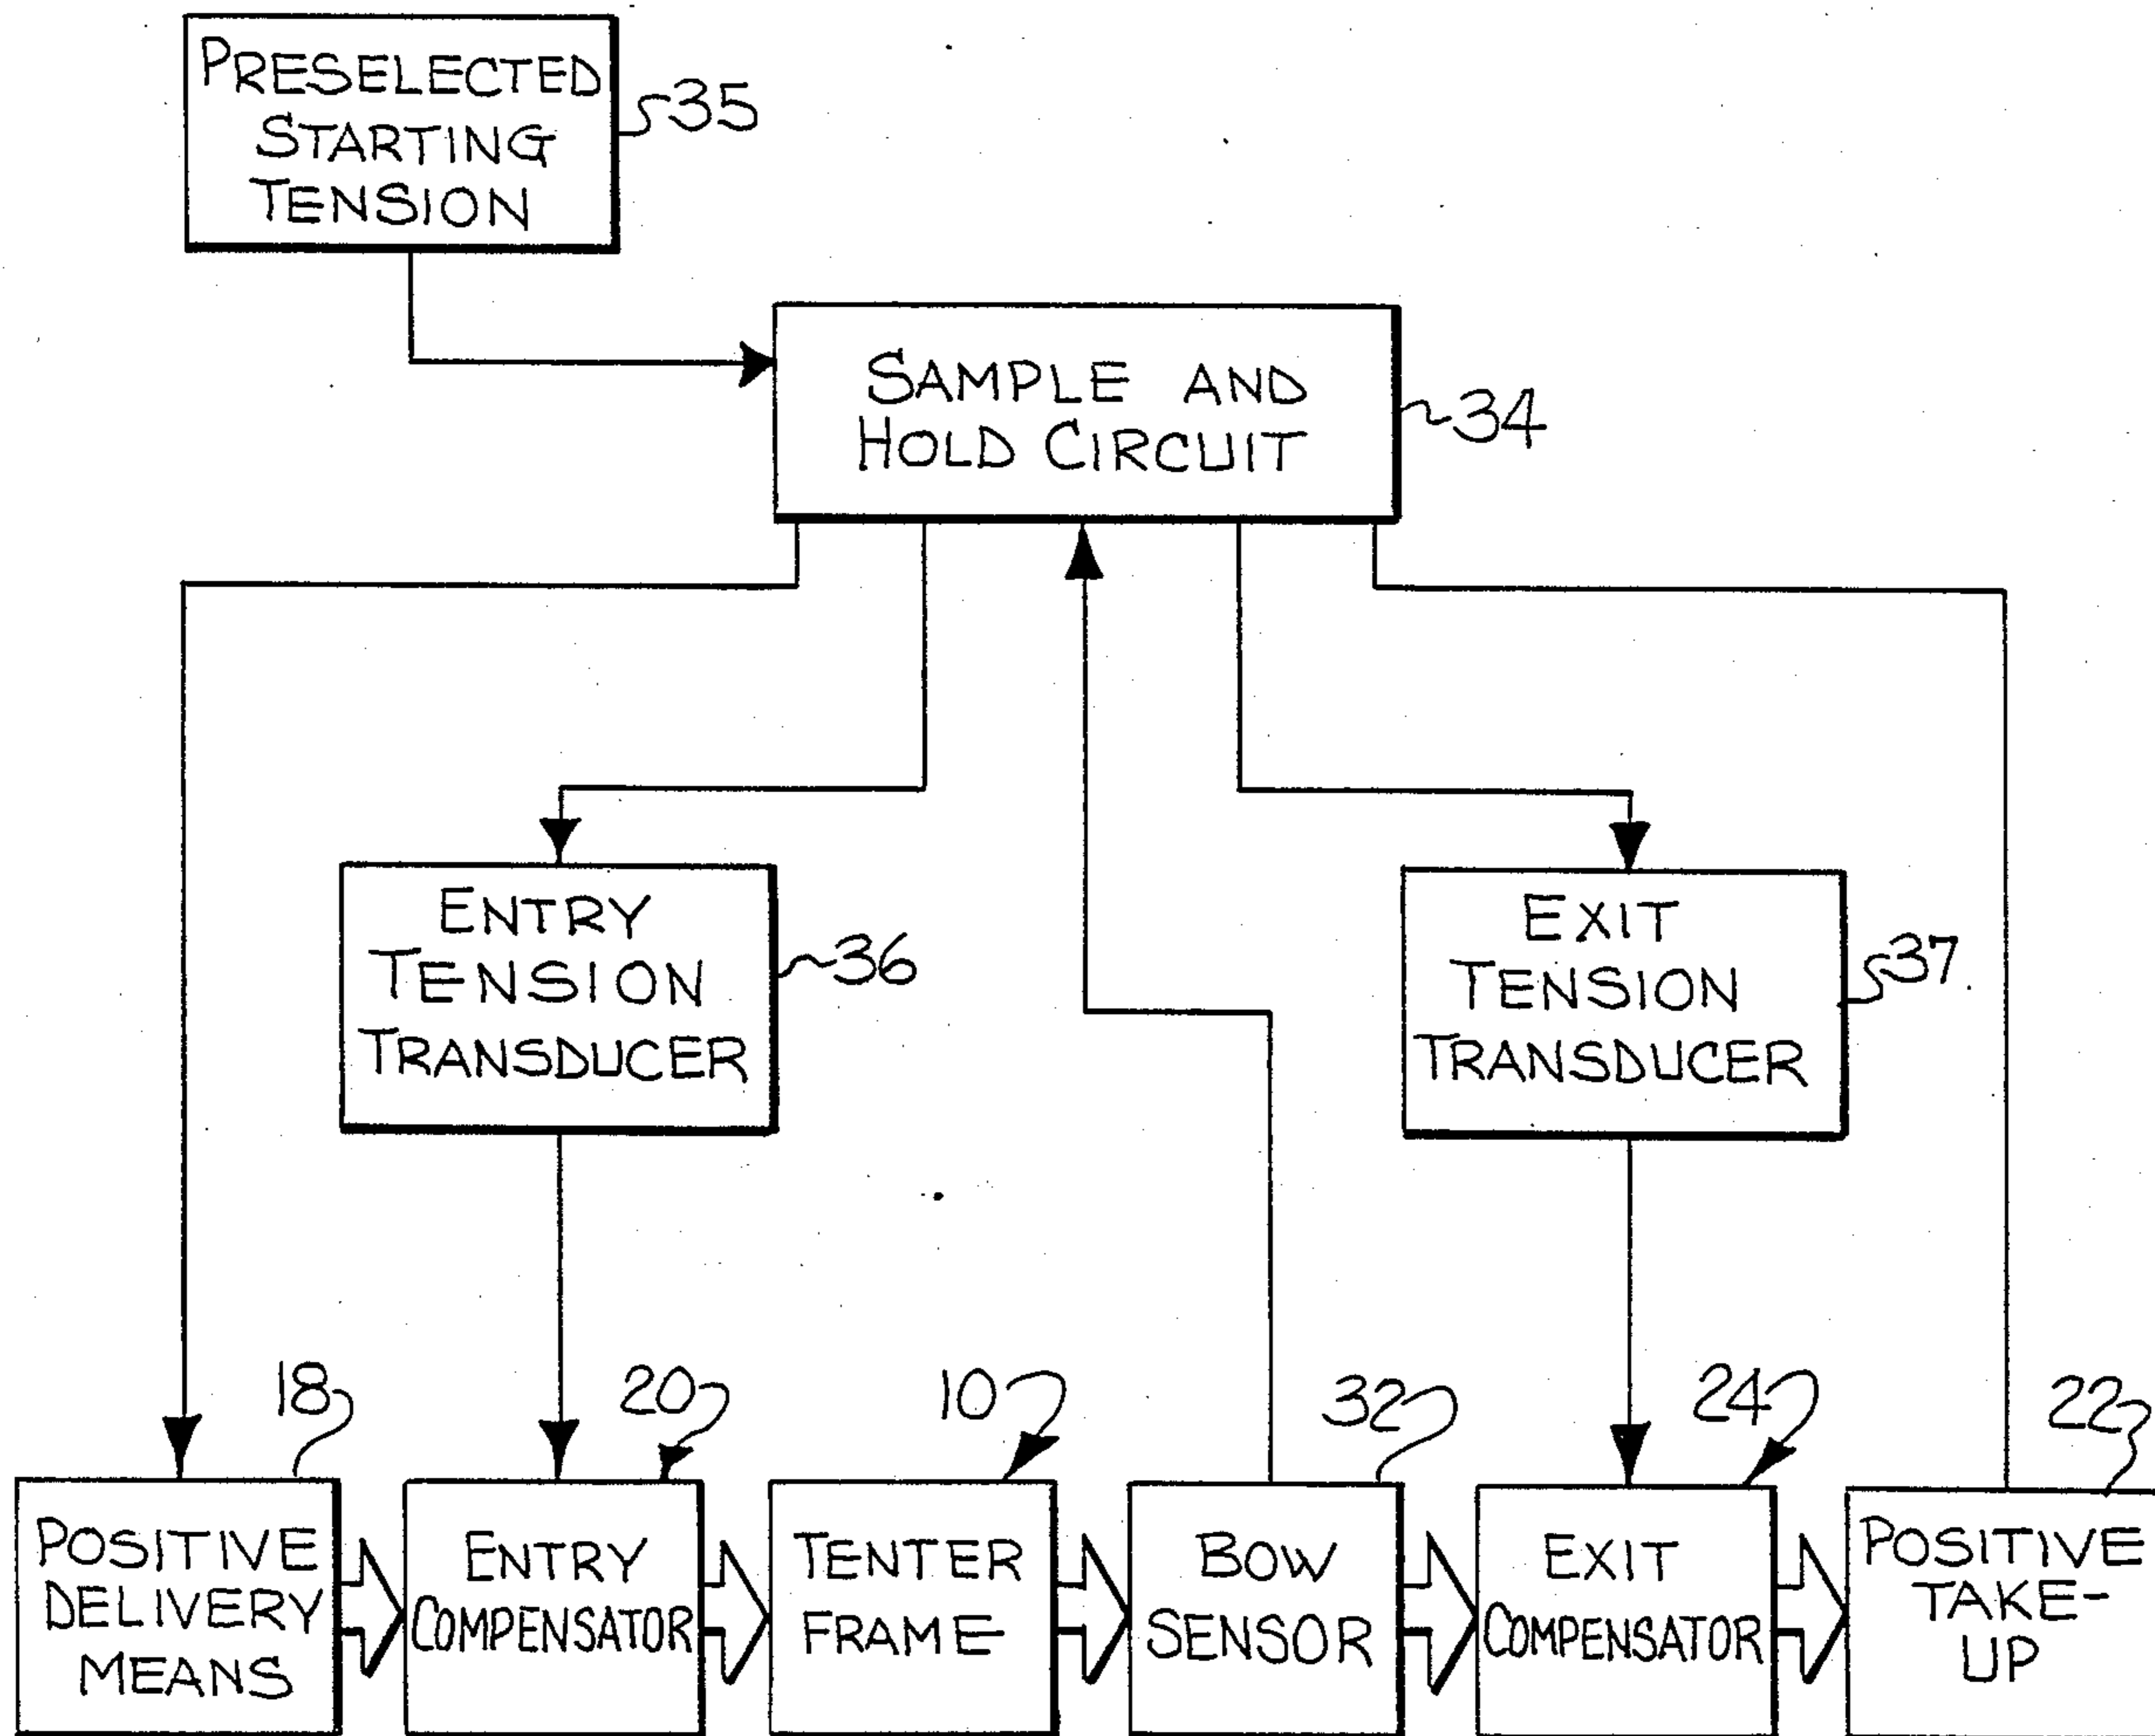 PRESELECTED
STARTING
TENSION
35
SAMPLE AND
HOLD CIRCUIT
34
ENTRY
TENSION
TRANSDUCER
36
EXIT
TENSION
TRANSDUCER
37
18
20
10
32
24
22
POSITIVE
DELIVERY
MEANS
ENTRY
COMPENSATOR
TENTER
FRAME
BOW
SENSOR
EXIT
COMPENSATOR
POSITIVE
TAKE-
UP